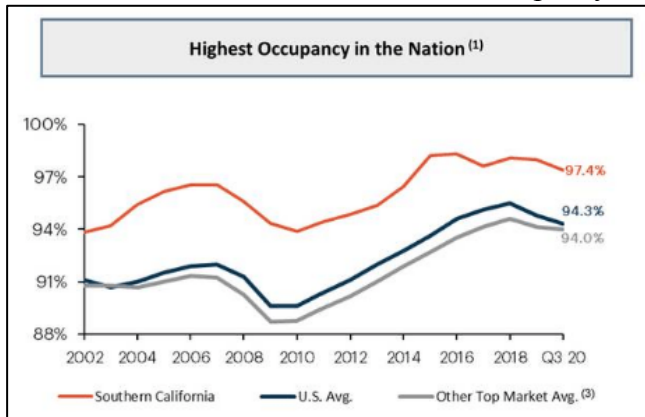 Highest Occupancy in the Nation (1)
100%
97%
94%
91%
88%
97.4%
94.3%
94.0%
2002 2004 2006 2008 2010 2012 2014 2016 2018 Q3 20
Southern California U.S. Avg. Other Top Market Avg. (3)